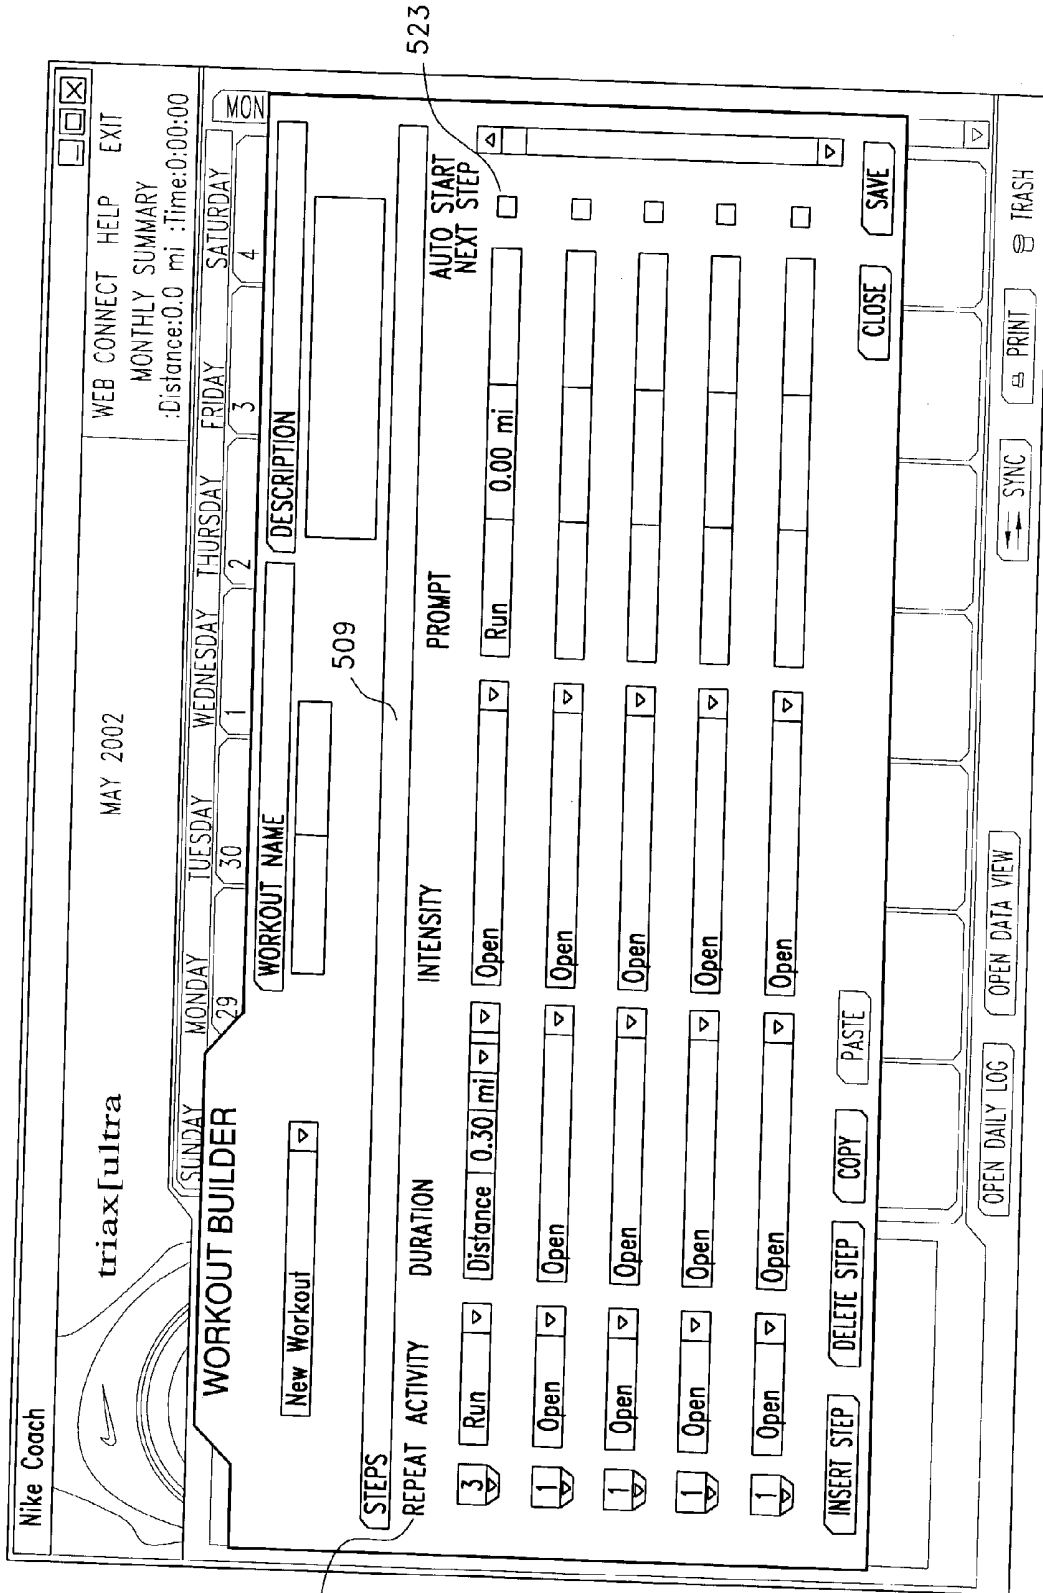 Nike Coach
triax[ultra
MAY 2002
WEB CONNECT HELP EXIT
MONTHLY SUMMARY
:Distance:0.0 mi :Time:0:00:00
SUNDAY MONDAY TUESDAY WEDNESDAY THURSDAY FRIDAY SATURDAY
29 30 1 2 3 4 MON
WORKOUT BUILDER
WORKOUT NAME DESCRIPTION
New Workout
509
STEPS
REPEAT ACTIVITY DURATION INTENSITY PROMPT AUTO START
NEXT STEP
523
3 Run Distance 0.30 mi Open Run 0.00 mi
1 Open Open Open
1 Open Open Open
1 Open Open Open
1 Open Open Open
INSERT STEP DELETE STEP COPY PASTE CLOSE SAVE
OPEN DAILY LOG OPEN DATA VIEW SYNC PRINT TRASH